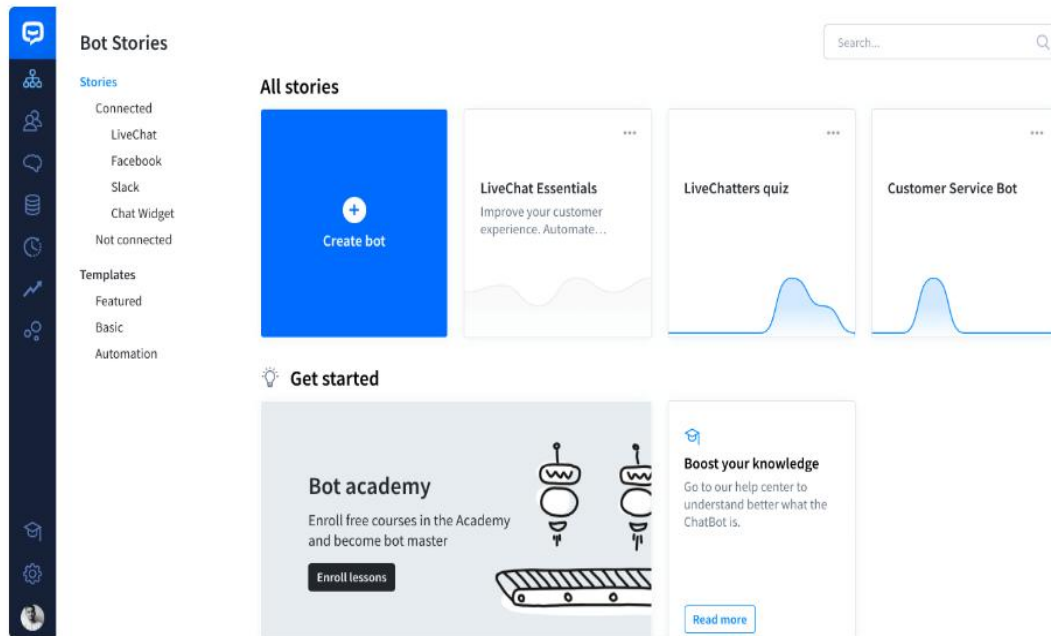 Bot Stories
Search...
Stories
Connected
LiveChat
Facebook
Slack
Chat Widget
Not connected
Templates
Featured
Basic
Automation
All stories
Create bot
LiveChat Essentials
Improve your customer
experience. Automate...
LiveChatters quiz
Customer Service Bot
Get started
Bot academy
Enroll free courses in the Academy
and become bot master
Enroll lessons
Boost your knowledge
Go to our help center to
understand better what the
ChatBot is.
Read more